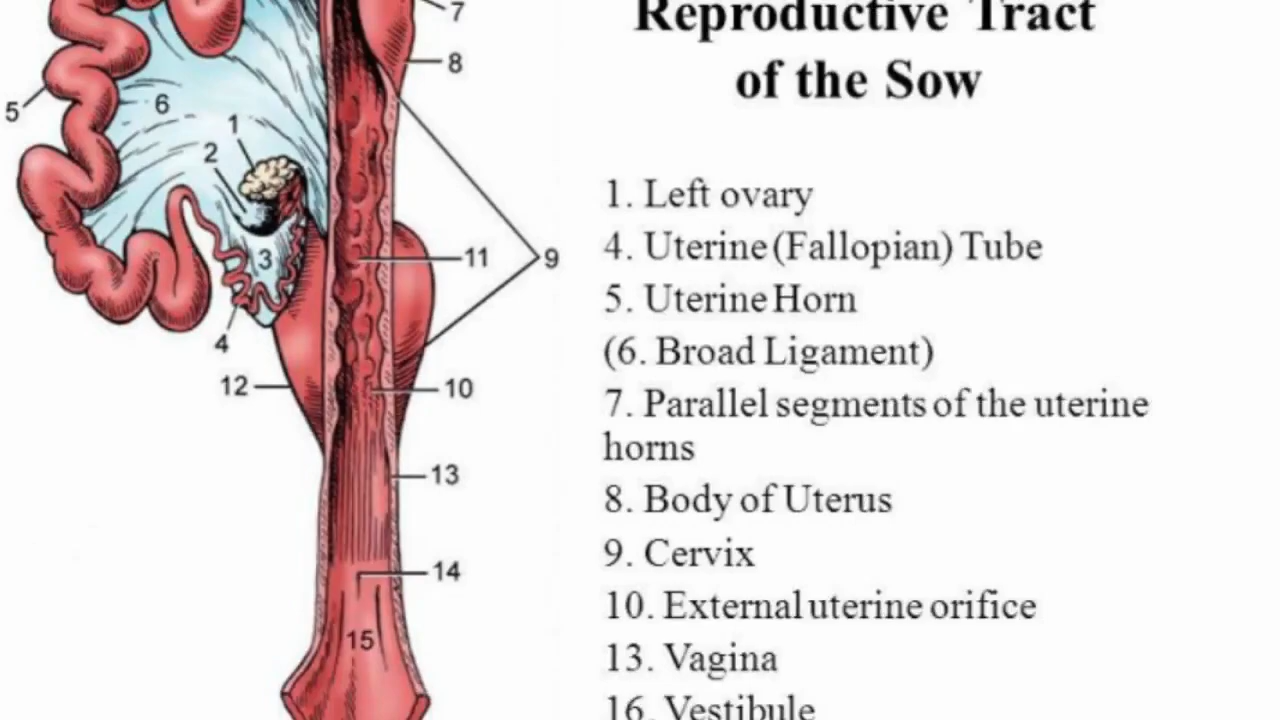 7
8
5
6
1
2
3
4
11
9
12
10
13
14
15
Reproductive Tract
of the Sow
1. Left ovary
4. Uterine (Fallopian) Tube
5. Uterine Horn
(6. Broad Ligament)
7. Parallel segments of the uterine
horns
8. Body of Uterus
9. Cervix
10. External uterine orifice
13. Vagina
16. Vestibule